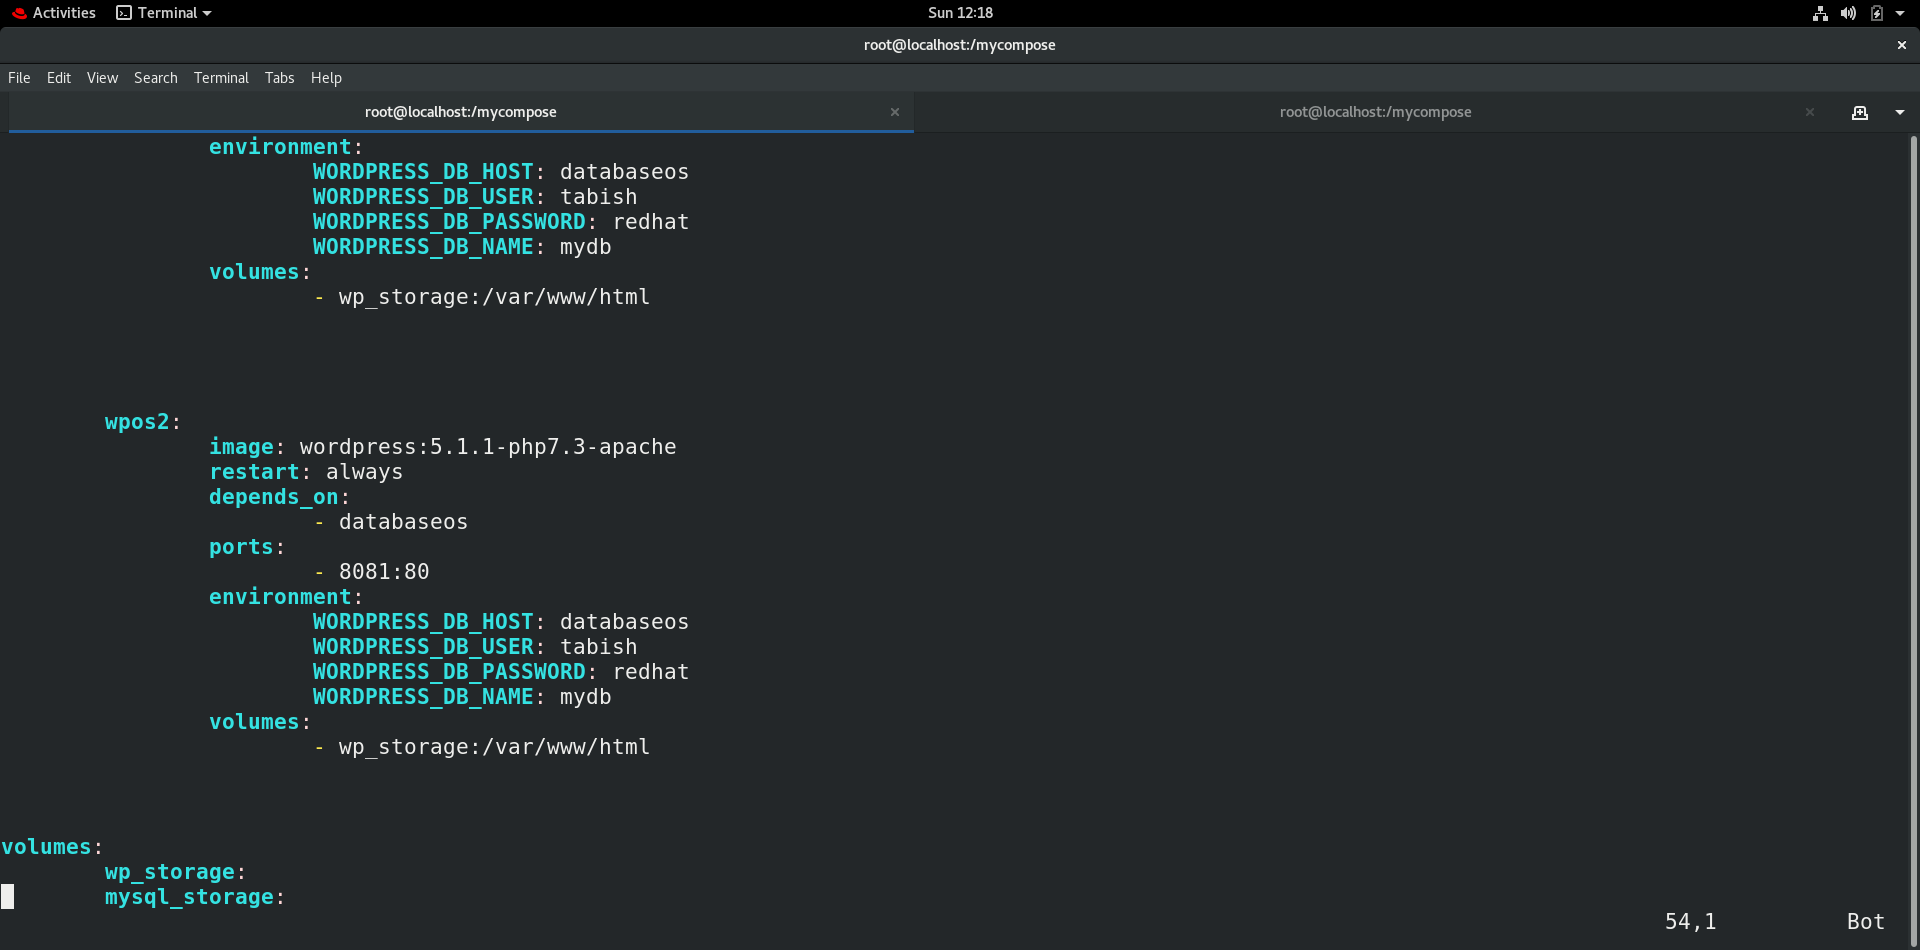 Activities Terminal Sun 12:18
root@localhost:/mycompose
File Edit View Search Terminal Tabs Help
root@localhost:/mycompose root@localhost:/mycompose
environment:
WORDPRESS_DB_HOST: databaseos
WORDPRESS_DB_USER: tabish
WORDPRESS_DB_PASSWORD: redhat
WORDPRESS_DB_NAME: mydb
volumes:
- wp_storage:/var/www/html
wpos2:
image: wordpress:5.1.1-php7.3-apache
restart: always
depends_on:
- databaseos
ports:
- 8081:80
environment:
WORDPRESS_DB_HOST: databaseos
WORDPRESS_DB_USER: tabish
WORDPRESS_DB_PASSWORD: redhat
WORDPRESS_DB_NAME: mydb
volumes:
- wp_storage:/var/www/html
volumes:
wp_storage:
mysql_storage:
54,1 Bot